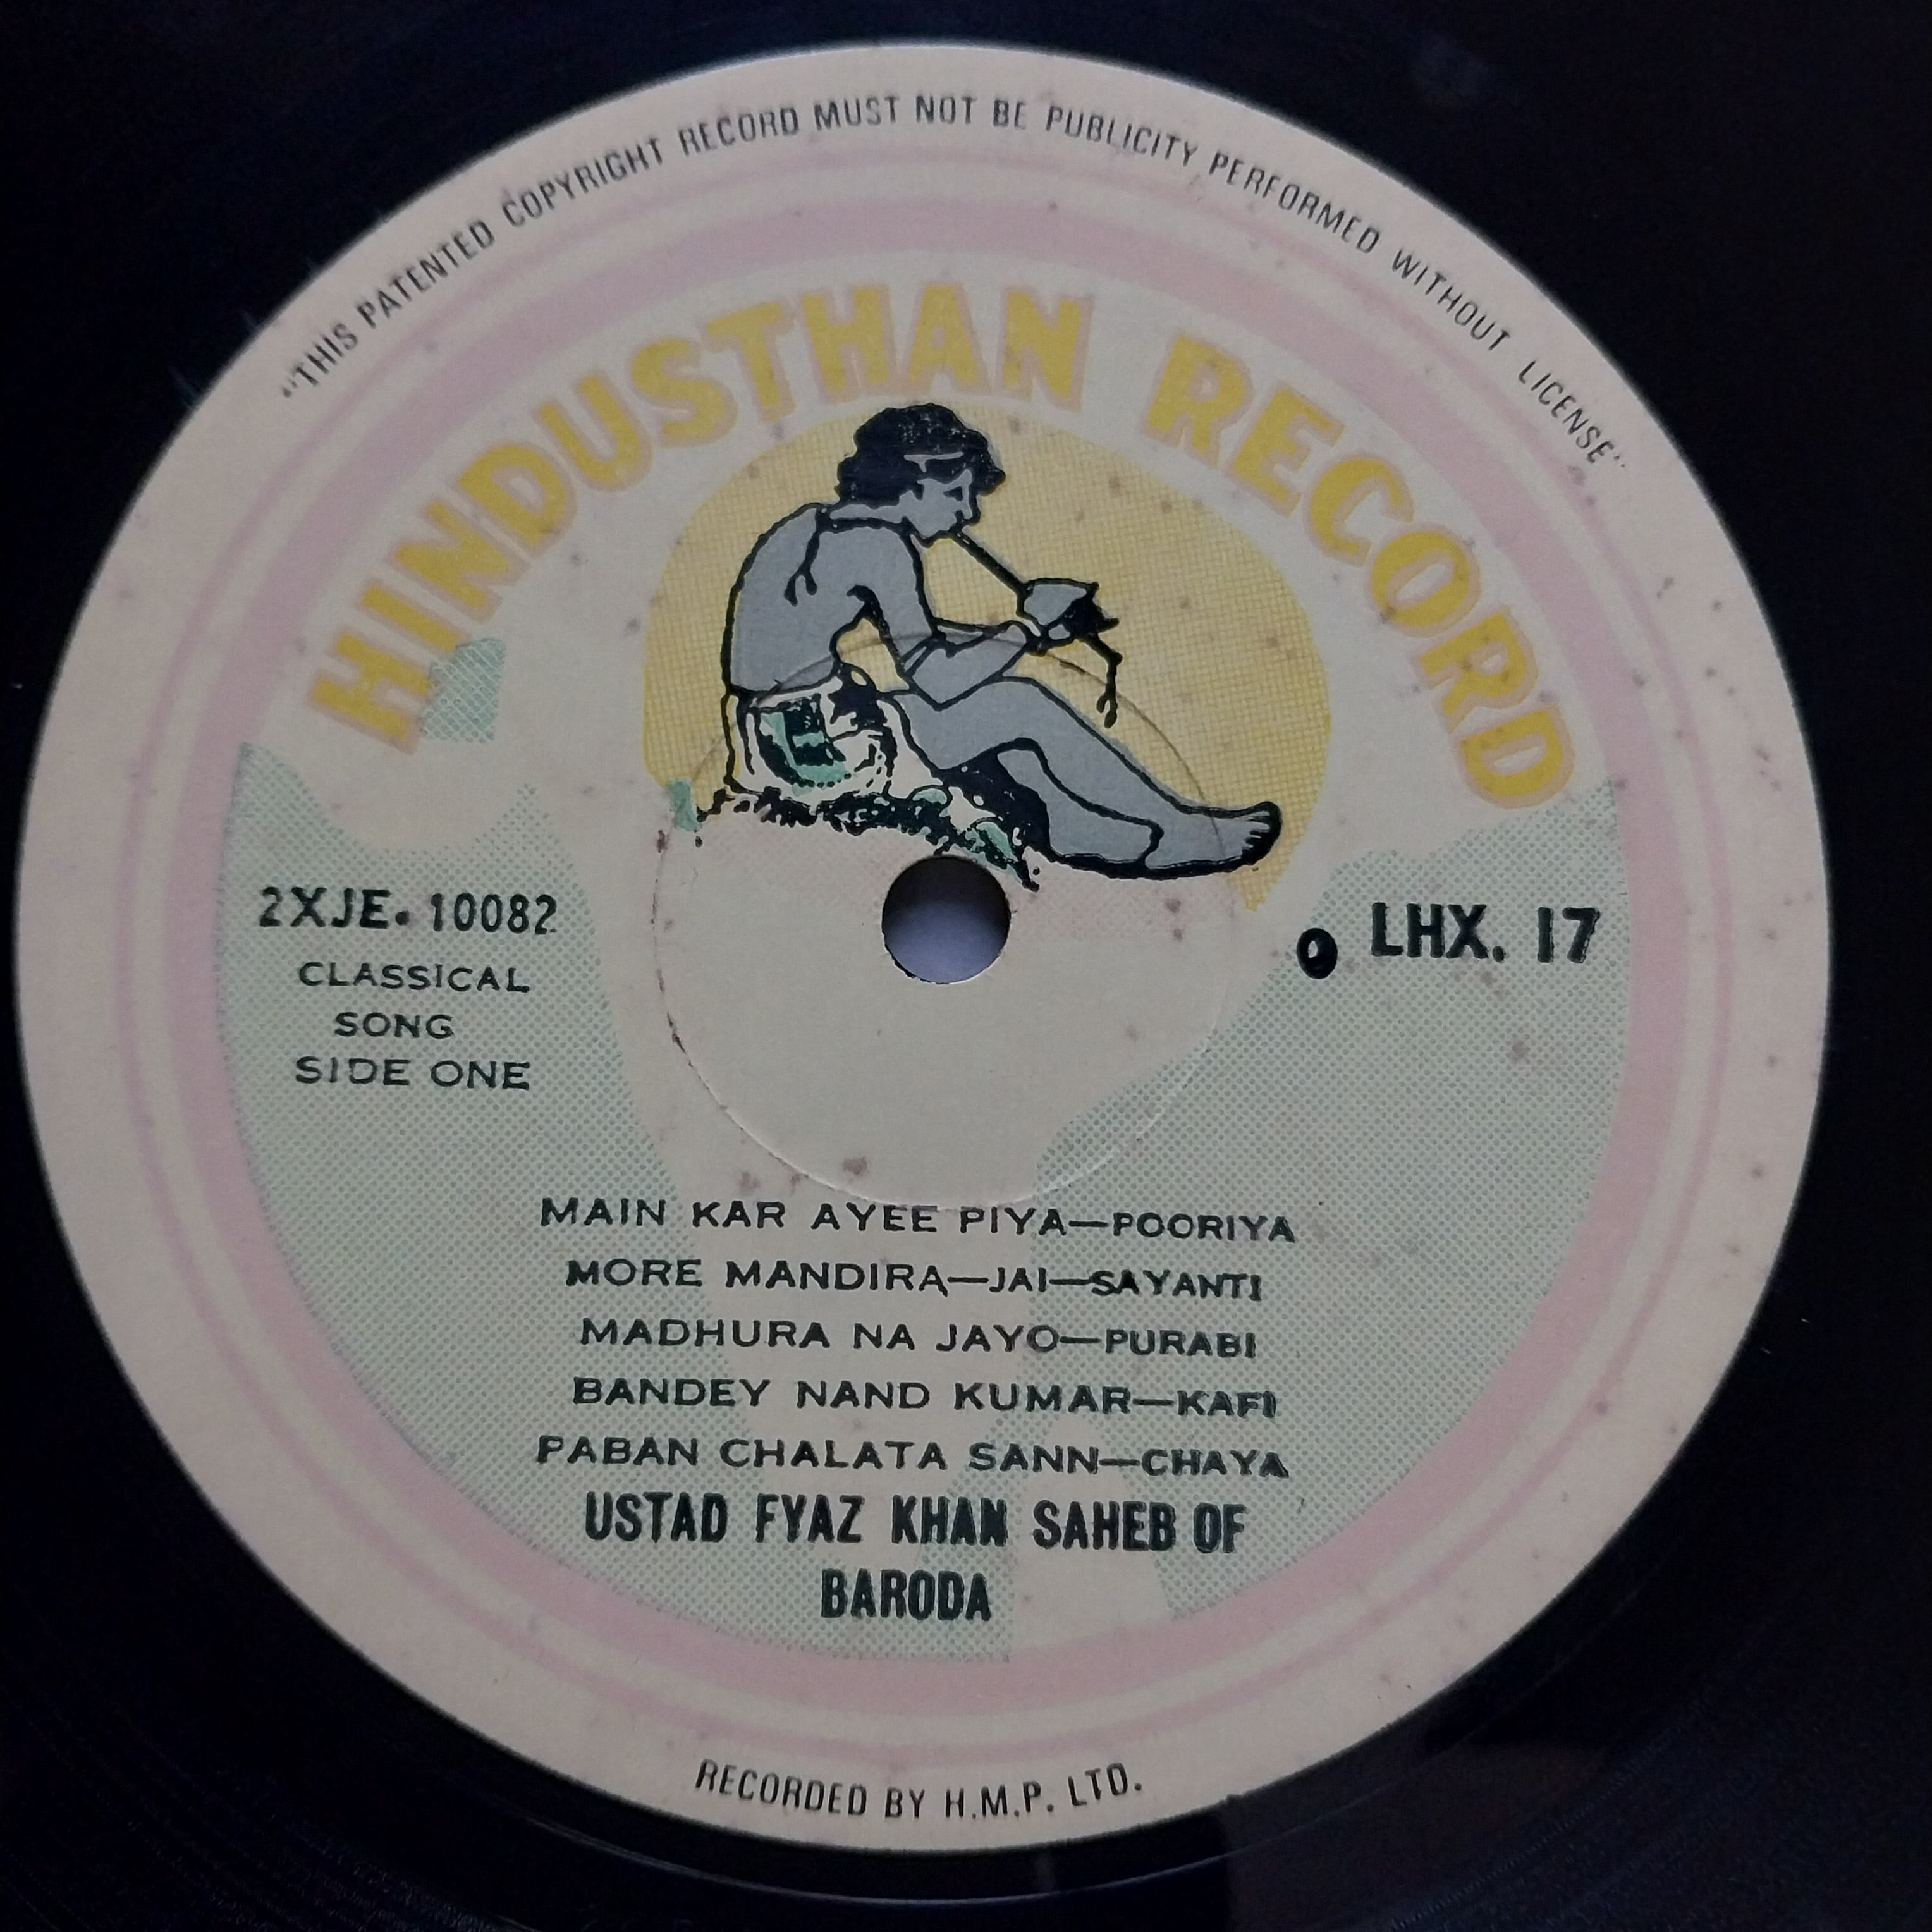 "THIS PATENTED COPYRIGHT RECORD MUST NOT BE PUBLICITY PERFORMED WITHOUT LICENSE"
HINDUSTHAN RECORD
2XJE. 10082
CLASSICAL
SONG
SIDE ONE
LHX. 17
MAIN KAR AYEE PIYA—POORIYA
MORE MANDIRA—JAI—SAYANTI
MADHURA NA JAYO—PURABI
BANDEY NAND KUMAR—KAFI
PABAN CHALATA SANN—CHAYA
USTAD FYAZ KHAN SAHEB OF
BARODA
RECORDED BY H.M.P. LTD.